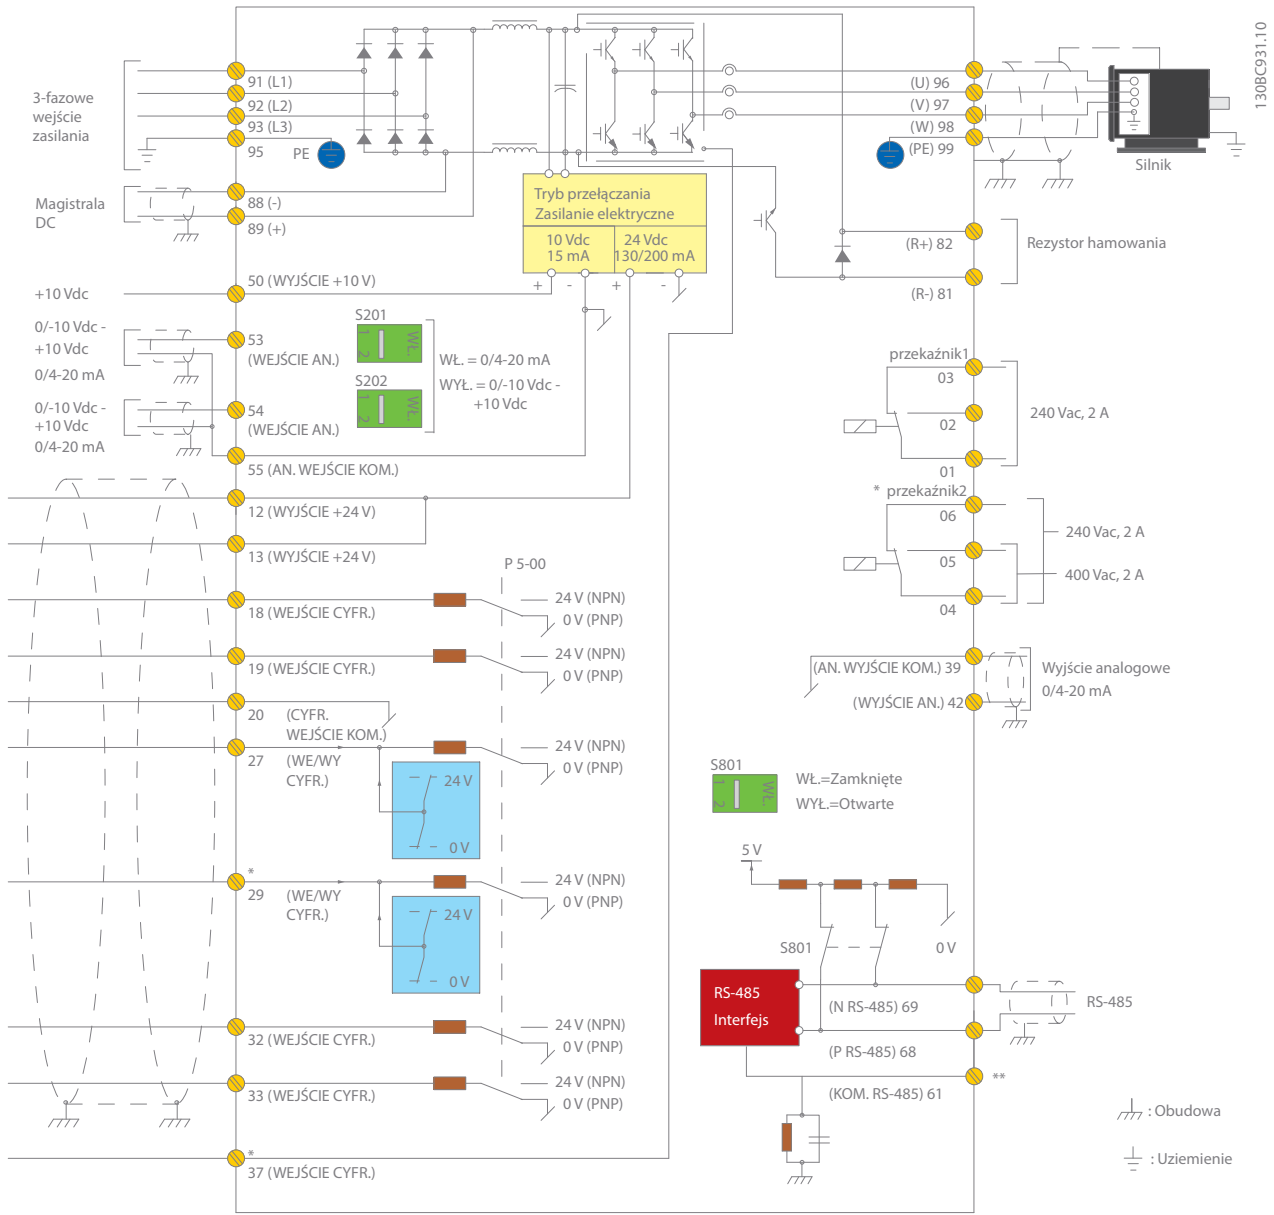 130BC931.10
3-fazowe
wejście
zasilania
91 (L1)
92 (L2)
93 (L3)
95
PE
Magistrala
DC
88 (-)
89 (+)
+10 Vdc
50 (WYJŚCIE +10 V)
0/-10 Vdc -
+10 Vdc
0/4-20 mA
53
(WEJŚCIE AN.)
0/-10 Vdc -
+10 Vdc
0/4-20 mA
54
(WEJŚCIE AN.)
55 (AN. WEJŚCIE KOM.)
12 (WYJŚCIE +24 V)
13 (WYJŚCIE +24 V)
18 (WEJŚCIE CYFR.)
19 (WEJŚCIE CYFR.)
20 (CYFR.
WEJŚCIE KOM.)
27 (WE/WY
CYFR.)
24 V
0 V
*
29 (WE/WY
CYFR.)
24 V
0 V
32 (WEJŚCIE CYFR.)
33 (WEJŚCIE CYFR.)
*
37 (WEJŚCIE CYFR.)
Tryb przełączania
Zasilanie elektryczne
10 Vdc
15 mA
24 Vdc
130/200 mA
+ - + -
S201
1 2 WŁ.
S202
1 2 WŁ.
WŁ. = 0/4-20 mA
WYŁ. = 0/-10 Vdc -
+10 Vdc
P 5-00
24 V (NPN)
0 V (PNP)
24 V (NPN)
0 V (PNP)
24 V (NPN)
0 V (PNP)
24 V (NPN)
0 V (PNP)
24 V (NPN)
0 V (PNP)
24 V (NPN)
0 V (PNP)
(U) 96
(V) 97
(W) 98
(PE) 99
Silnik
(R+) 82
(R-) 81
Rezystor hamowania
przekaźnik1
03
02
01
240 Vac, 2 A
* przekaźnik2
06
05
04
240 Vac, 2 A
400 Vac, 2 A
(AN. WYJŚCIE KOM.) 39
(WYJŚCIE AN.) 42
Wyjście analogowe
0/4-20 mA
S801
1 2 WŁ.
WŁ.=Zamknięte
WYŁ.=Otwarte
5 V
S801
0 V
RS-485
Interfejs
(N RS-485) 69
(P RS-485) 68
(KOM. RS-485) 61
RS-485
**
: Obudowa
: Uziemienie